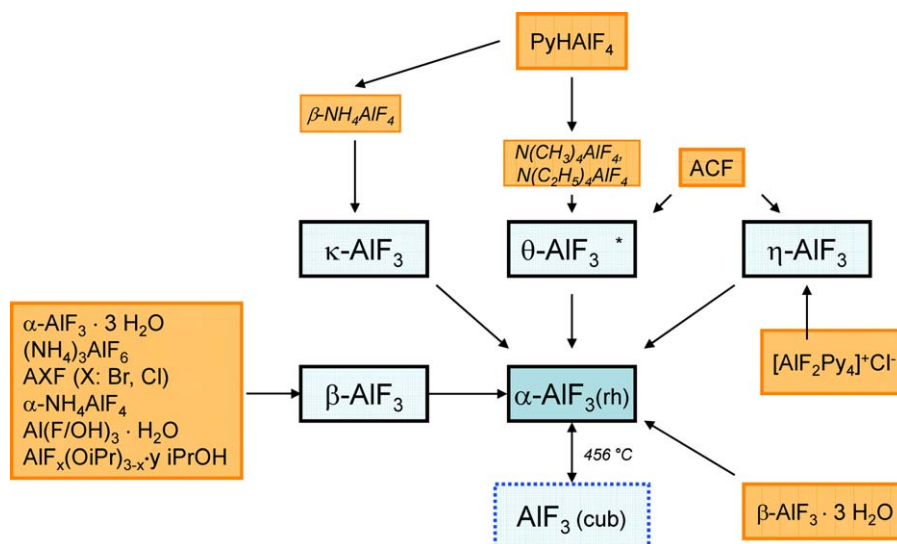 PyHAlF₄
β-NH₄AlF₄
N(CH₃)₄AlF₄,
N(C₂H₅)₄AlF₄
ACF
κ-AlF₃
θ-AlF₃ *
η-AlF₃
α-AlF₃ · 3 H₂O
(NH₄)₃AlF₆
AXF (X: Br, Cl)
α-NH₄AlF₄
Al(F/OH)₃ · H₂O
AlFₓ(OiPr)₃₋ₓ·y iPrOH
[AlF₂Py₄]⁺Cl⁻
β-AlF₃
α-AlF₃(rh)
456 °C
AlF₃ (cub)
β-AlF₃ · 3 H₂O